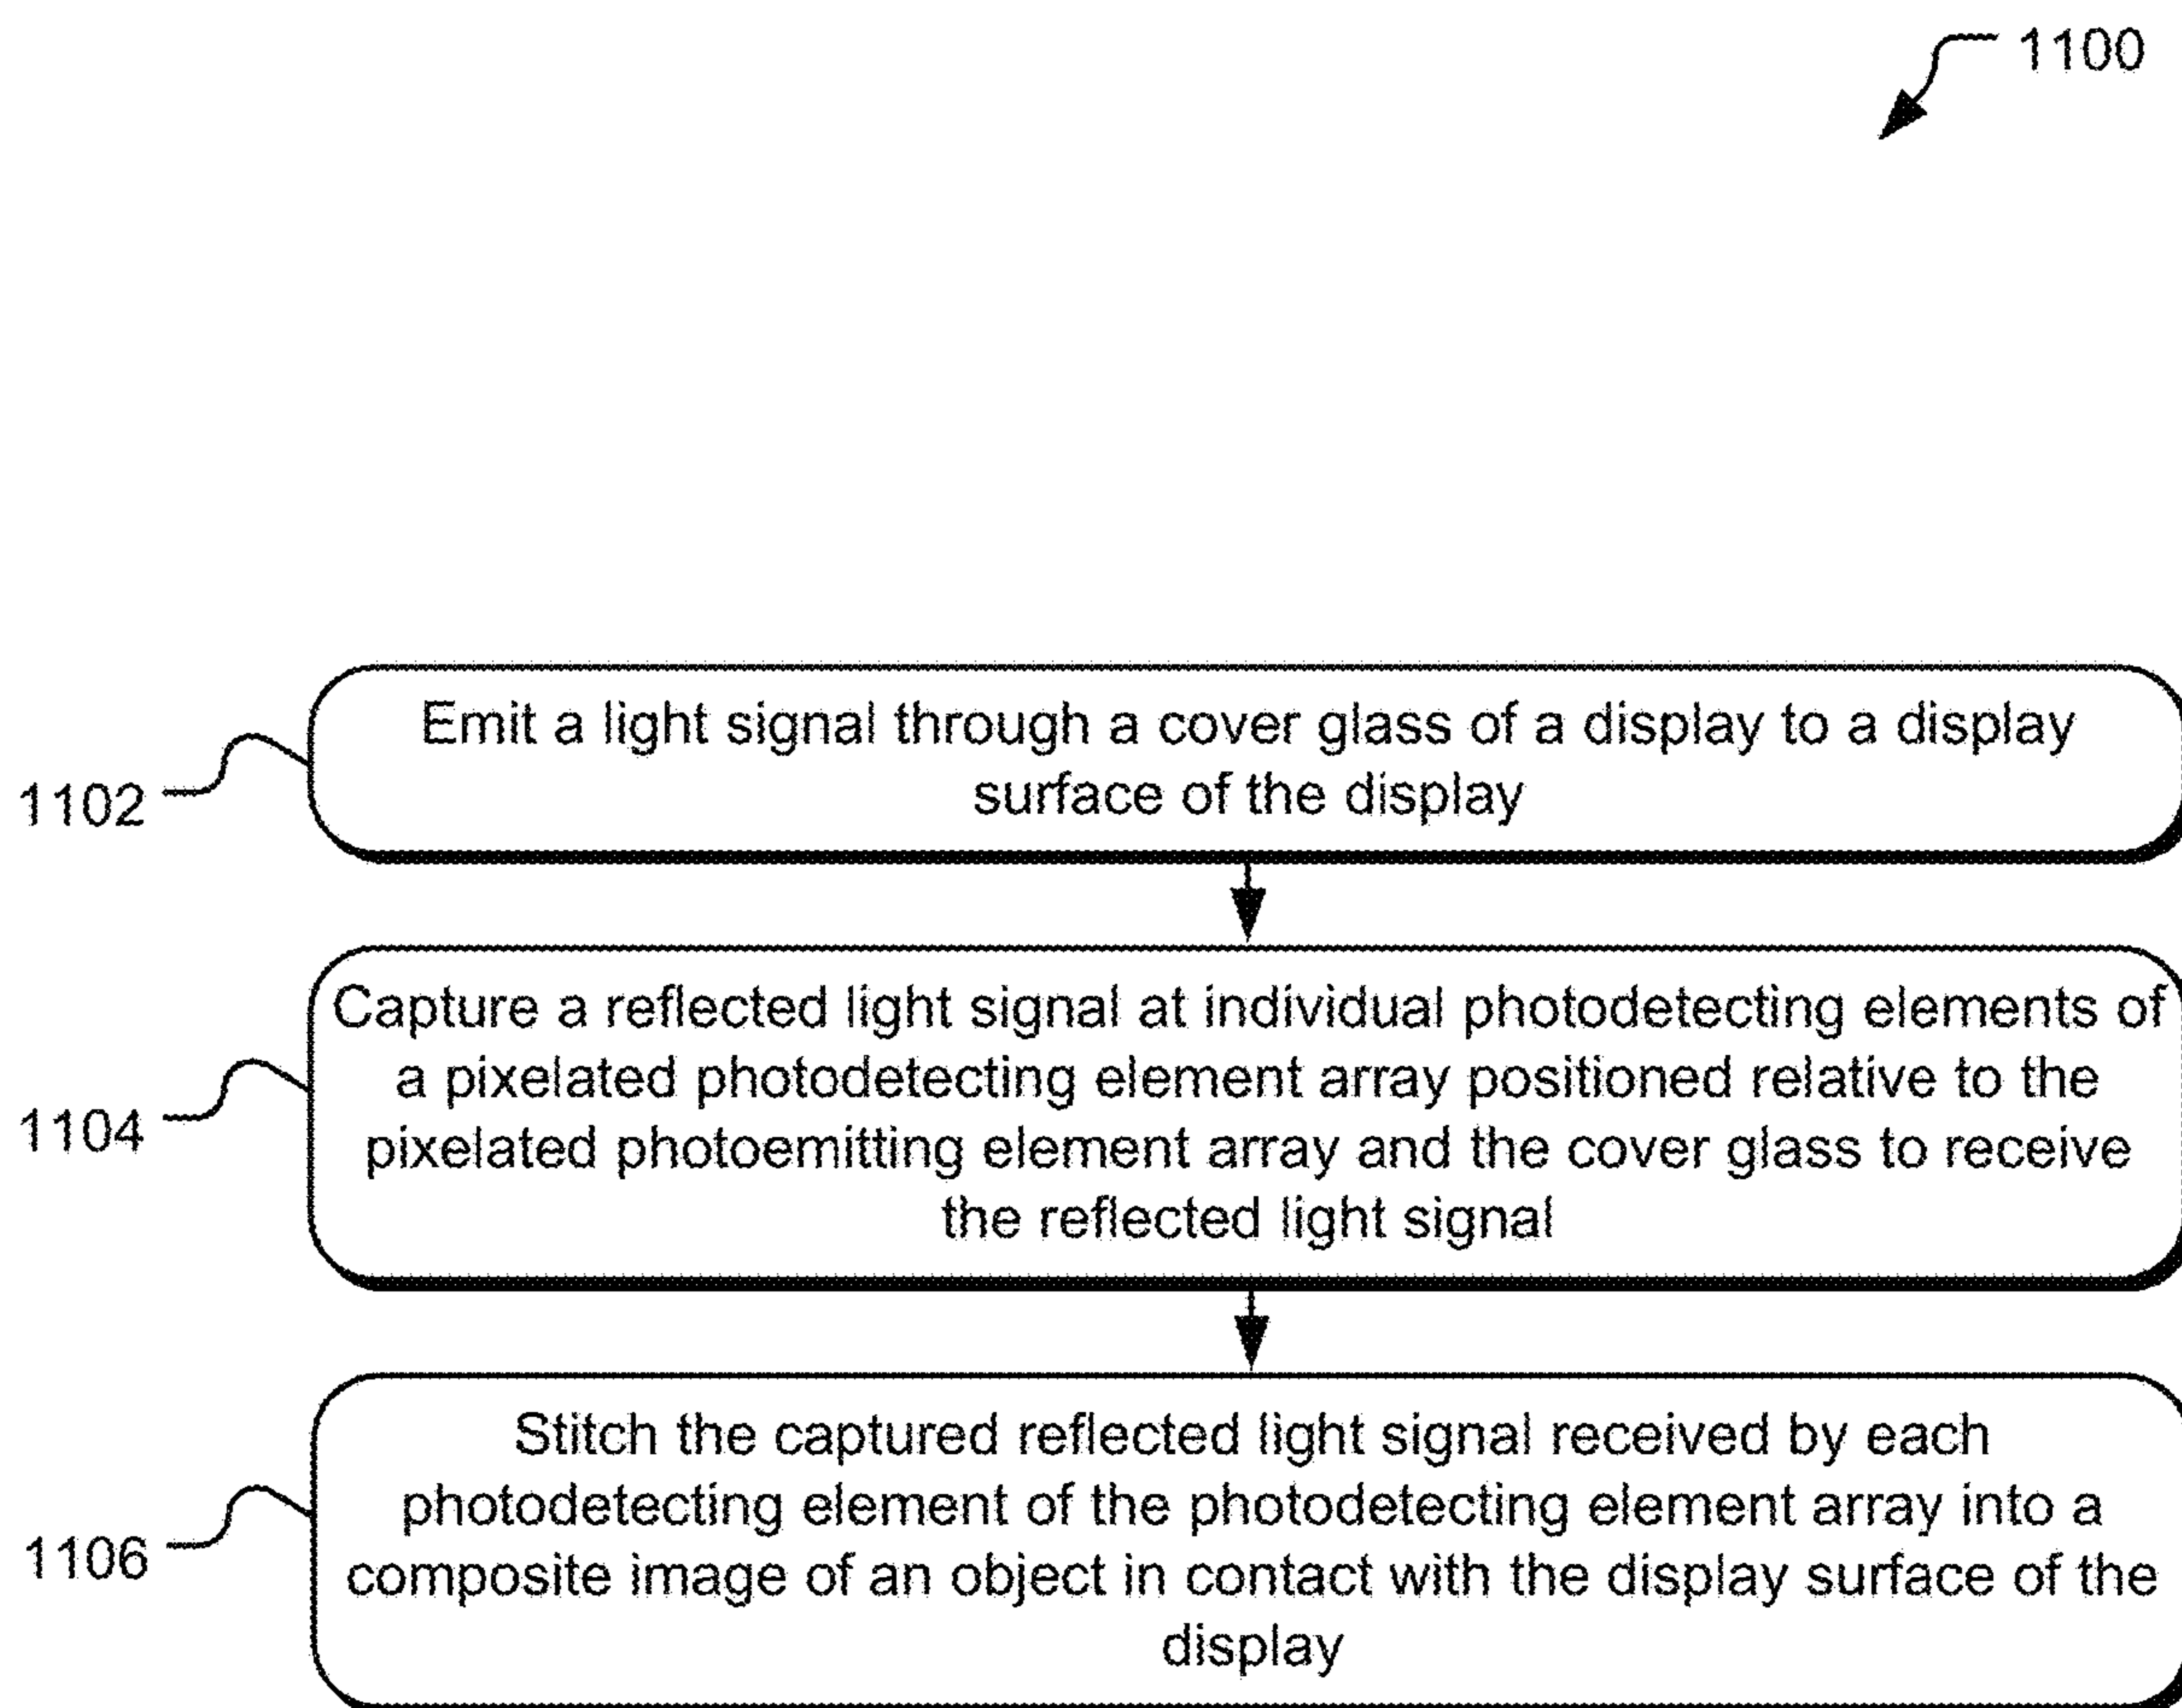 1100
Emit a light signal through a cover glass of a display to a display
surface of the display
1102
Capture a reflected light signal at individual photodetecting elements of
a pixelated photodetecting element array positioned relative to the
pixelated photoemitting element array and the cover glass to receive
the reflected light signal
1104
Stitch the captured reflected light signal received by each
photodetecting element of the photodetecting element array into a
composite image of an object in contact with the display surface of the
display
1106